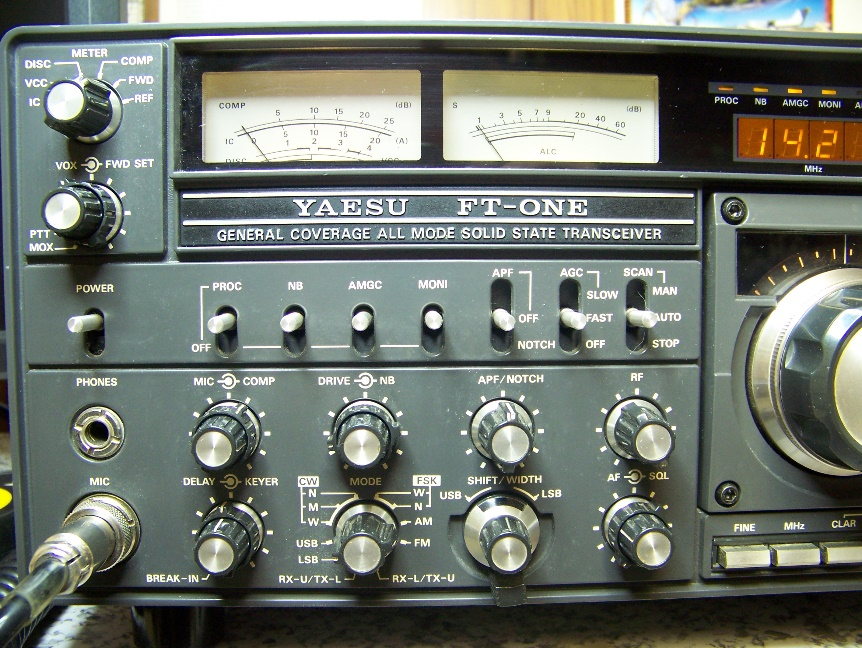 METER
DISC COMP
VCC FWD
IC REF
VOX FWD SET
PTT
MOX
COMP (dB)
5 10 15 20 25
IC 0 5 10 15 20 (A)
1 2 3 4
DISC VCC
S (dB)
1 3 5 7 9 20 40 60
ALC
PROC NB AMGC MONI
14.2
MHz
YAESU FT-ONE
GENERAL COVERAGE ALL MODE SOLID STATE TRANSCEIVER
POWER
PROC NB AMGC MONI
OFF
APF
OFF
NOTCH
AGC
SLOW
FAST
OFF
SCAN
MAN
AUTO
STOP
PHONES
MIC COMP
DRIVE NB
APF/NOTCH
RF
MIC
DELAY KEYER
BREAK-IN
MODE
CW FSK
N W
M N
W AM
USB FM
LSB
RX-U/TX-L RX-L/TX-U
SHIFT/WIDTH
USB LSB
AF SQL
FINE MHz CLAR